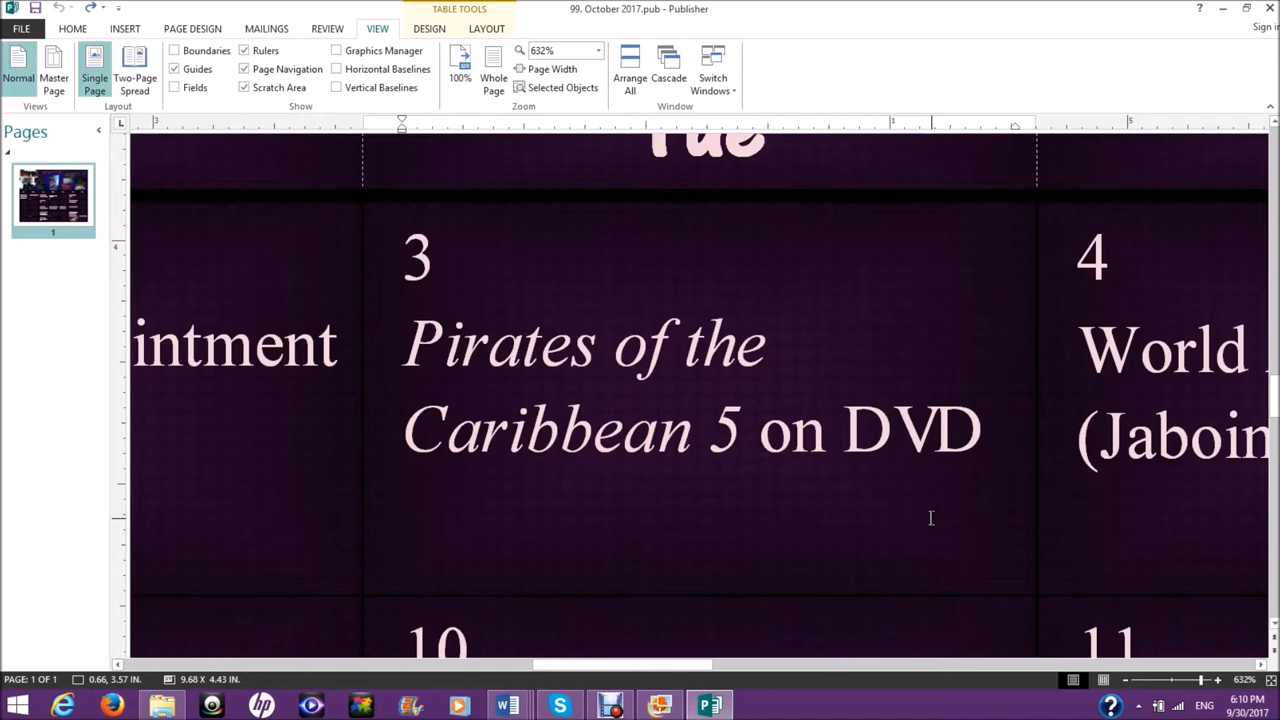 TABLE TOOLS
99. October 2017.pub - Publisher
Sign in
FILE HOME INSERT PAGE DESIGN MAILINGS REVIEW VIEW DESIGN LAYOUT
Normal
Master Page
Views
Single Page
Two-Page Spread
Layout
Boundaries
Guides
Fields
Rulers
Page Navigation
Scratch Area
Graphics Manager
Horizontal Baselines
Vertical Baselines
Show
100%
Whole Page
632%
Page Width
Selected Objects
Zoom
Arrange All
Cascade
Switch Windows
Window
Pages
1
3 1 5
4
Tue
3
Pirates of the
Caribbean 5 on DVD
intment
4
World
(Jaboin
10
11
PAGE: 1 OF 1 0.66, 3.57 IN. 9.68 X 4.43 IN. 632%
ENG
6:10 PM
9/30/2017